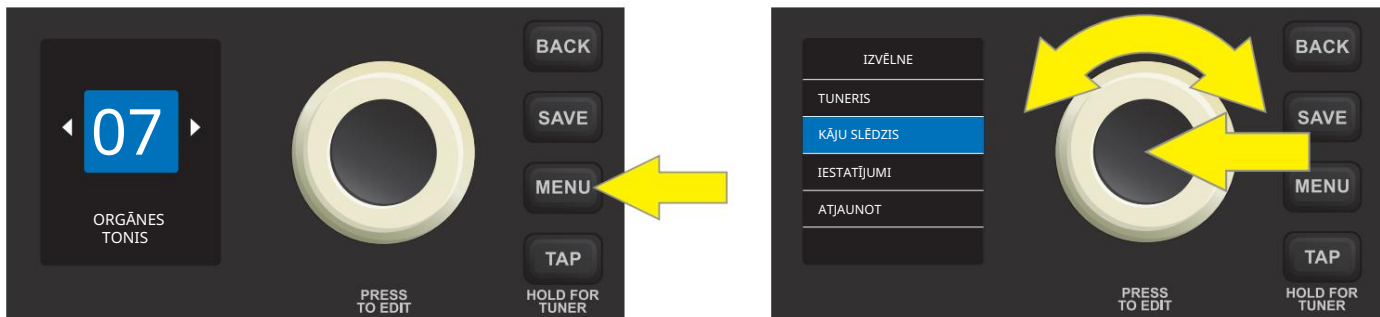 07
ORGĀNES
TONIS
BACK
SAVE
MENU
TAP
PRESS
TO EDIT
HOLD FOR
TUNER
IZVĒLNE
TUNERIS
KĀJU SLĒDZIS
IESTATĪJUMI
ATJAUNOT
BACK
SAVE
MENU
TAP
PRESS
TO EDIT
HOLD FOR
TUNER